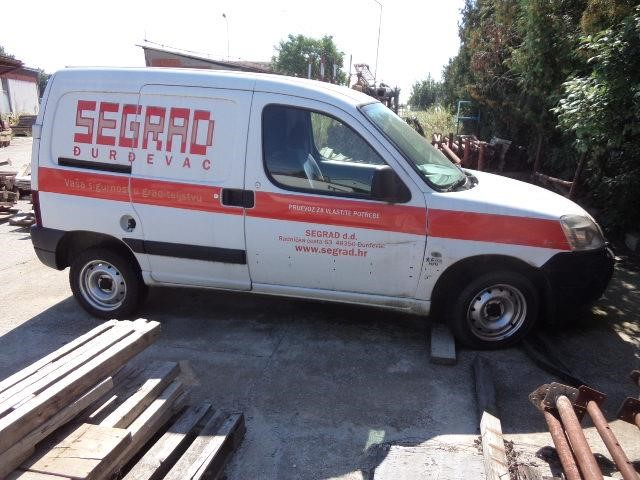 SEGRAD
ĐURĐEVAC
Vaša sigurnost u graditeljstvu
PRIJEVOZ ZA VLASTITE POTREBE
SEGRAD d.d.
Radnička cesta 63 48350 Đurđevac
www.segrad.hr